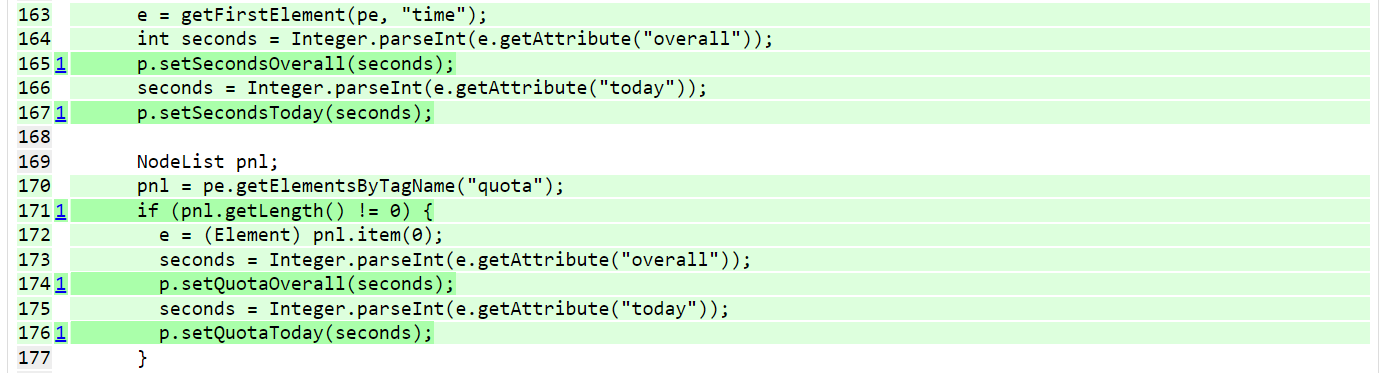 163 e = getFirstElement(pe, "time");
164 int seconds = Integer.parseInt(e.getAttribute("overall"));
165 1 p.setSecondsOverall(seconds);
166 seconds = Integer.parseInt(e.getAttribute("today"));
167 1 p.setSecondsToday(seconds);
168
169 NodeList pnl;
170 pnl = pe.getElementsByTagName("quota");
171 1 if (pnl.getLength() != 0) {
172 e = (Element) pnl.item(0);
173 seconds = Integer.parseInt(e.getAttribute("overall"));
174 1 p.setQuotaOverall(seconds);
175 seconds = Integer.parseInt(e.getAttribute("today"));
176 1 p.setQuotaToday(seconds);
177 }